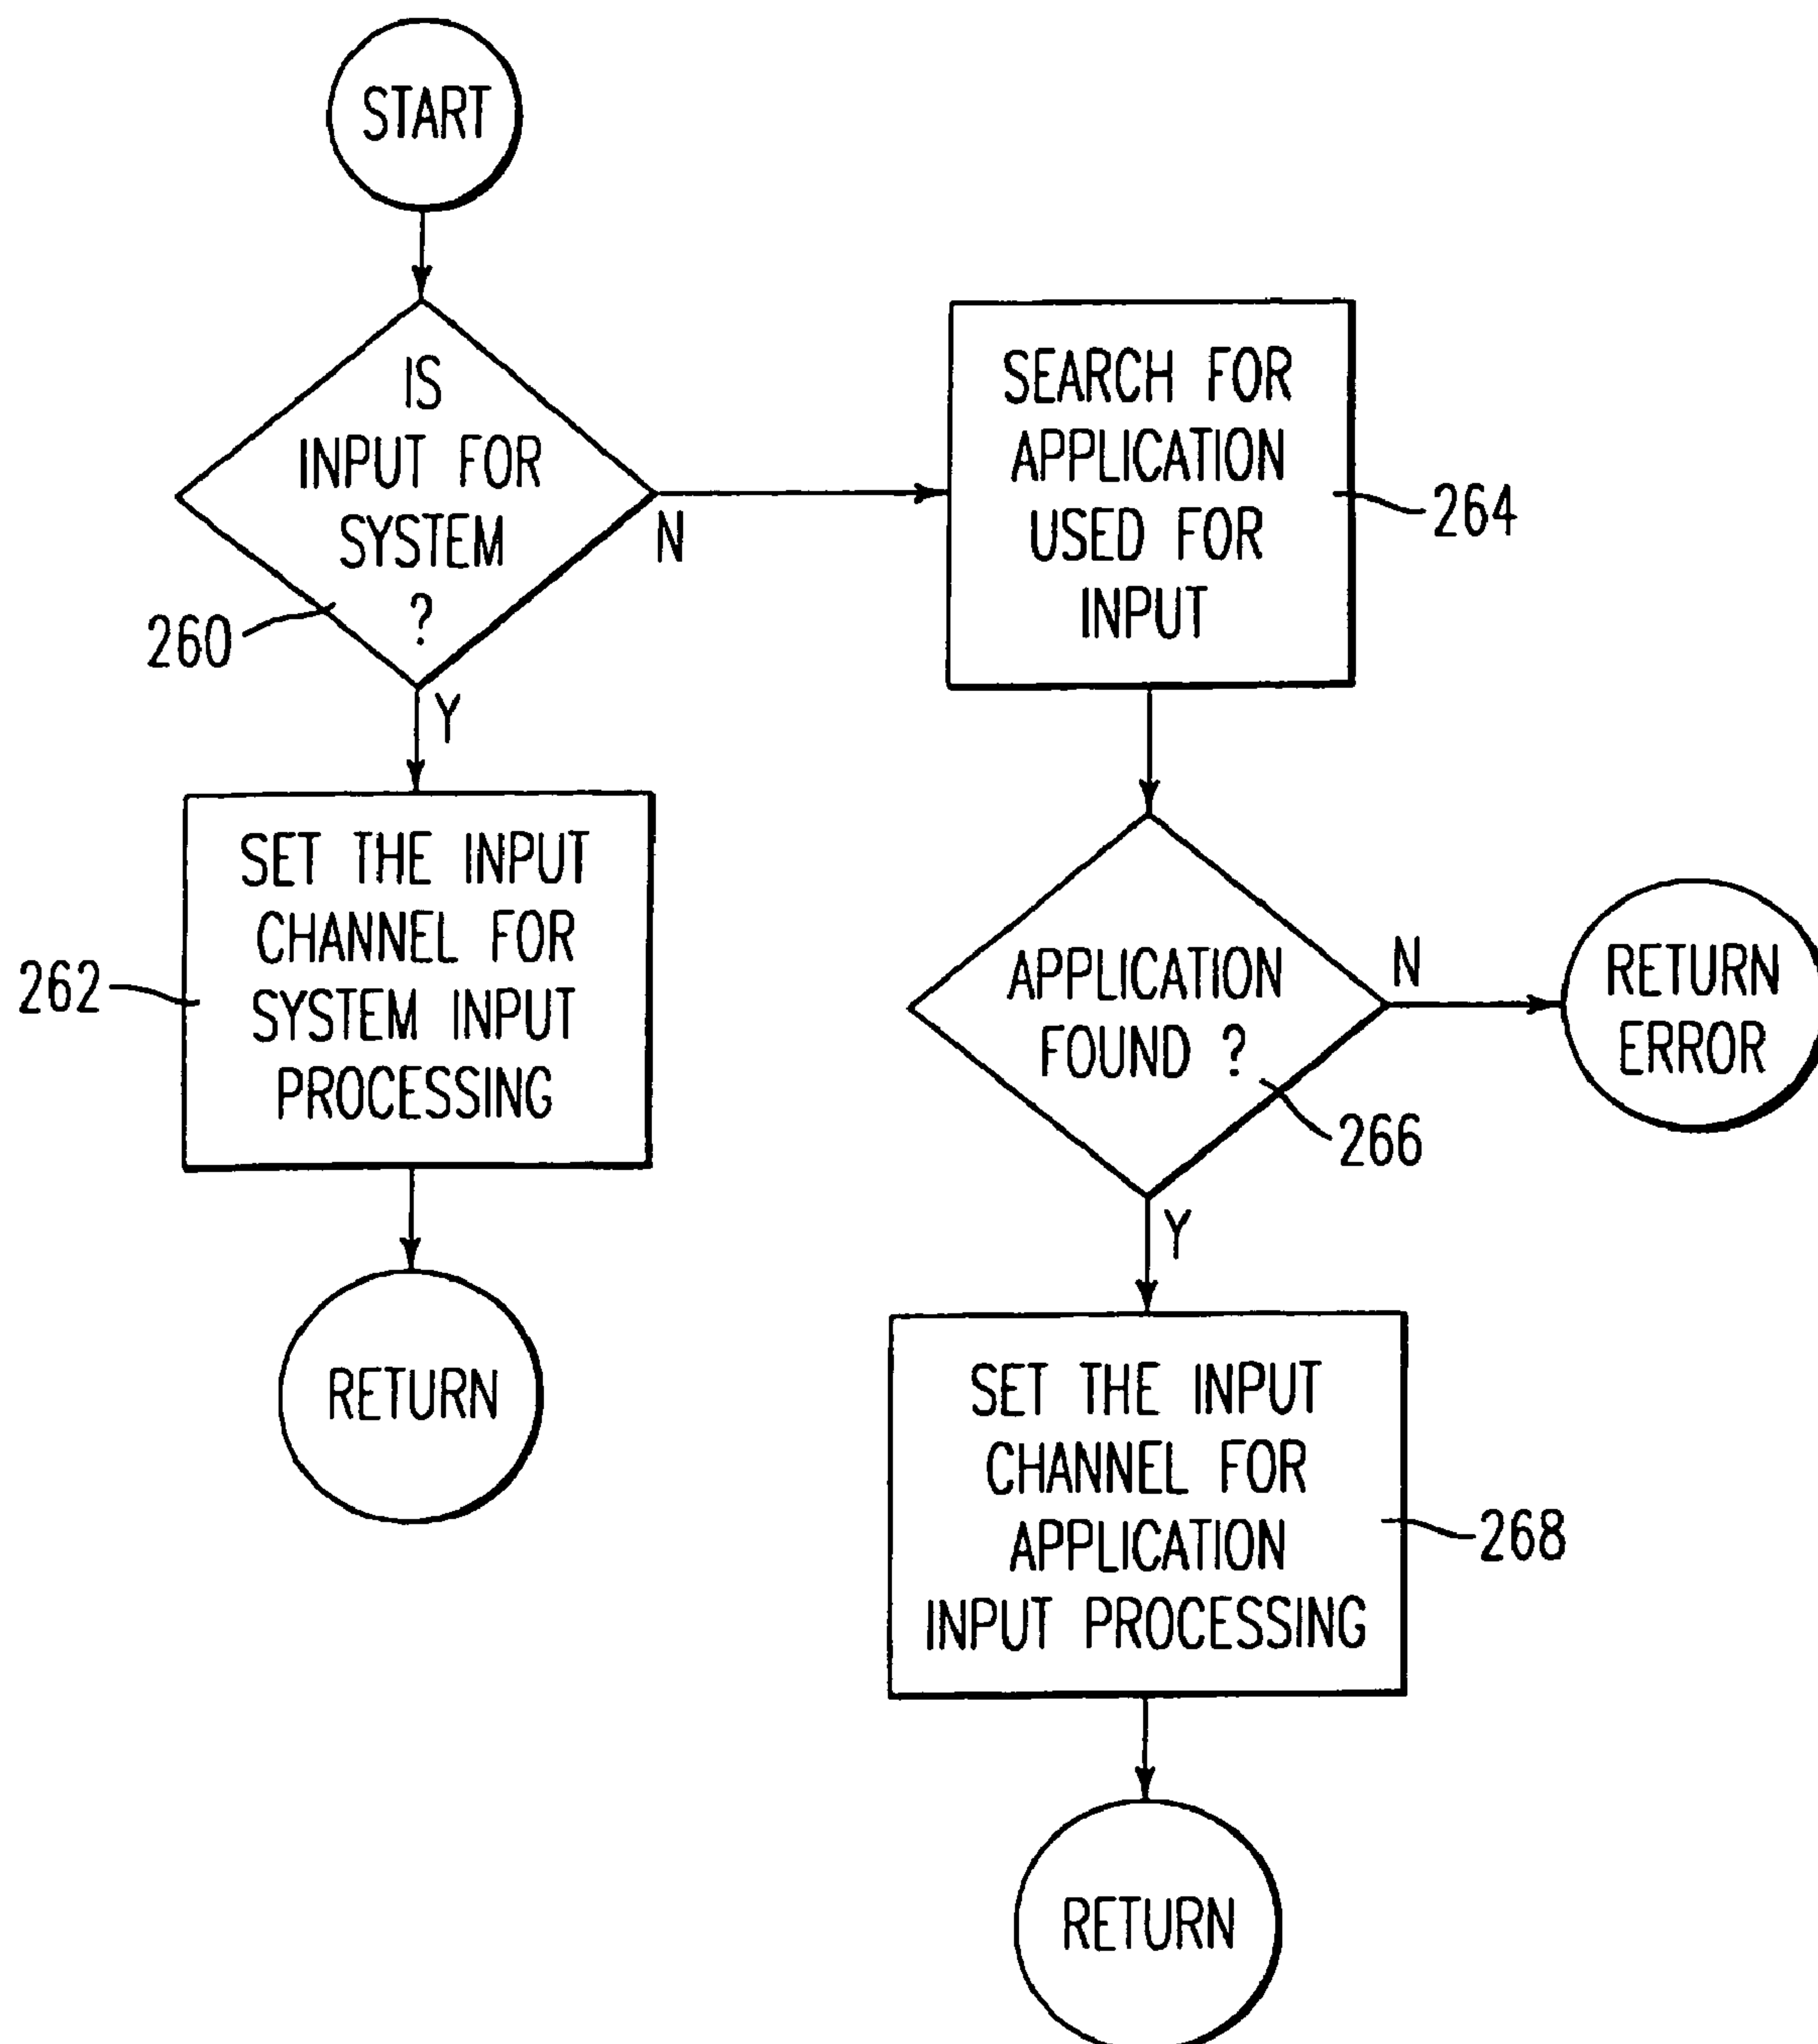 START
IS
INPUT FOR
SYSTEM
?
260
N
Y
SEARCH FOR
APPLICATION
USED FOR
INPUT
264
SET THE INPUT
CHANNEL FOR
SYSTEM INPUT
PROCESSING
262
RETURN
APPLICATION
FOUND ?
266
N
RETURN
ERROR
Y
SET THE INPUT
CHANNEL FOR
APPLICATION
INPUT PROCESSING
268
RETURN